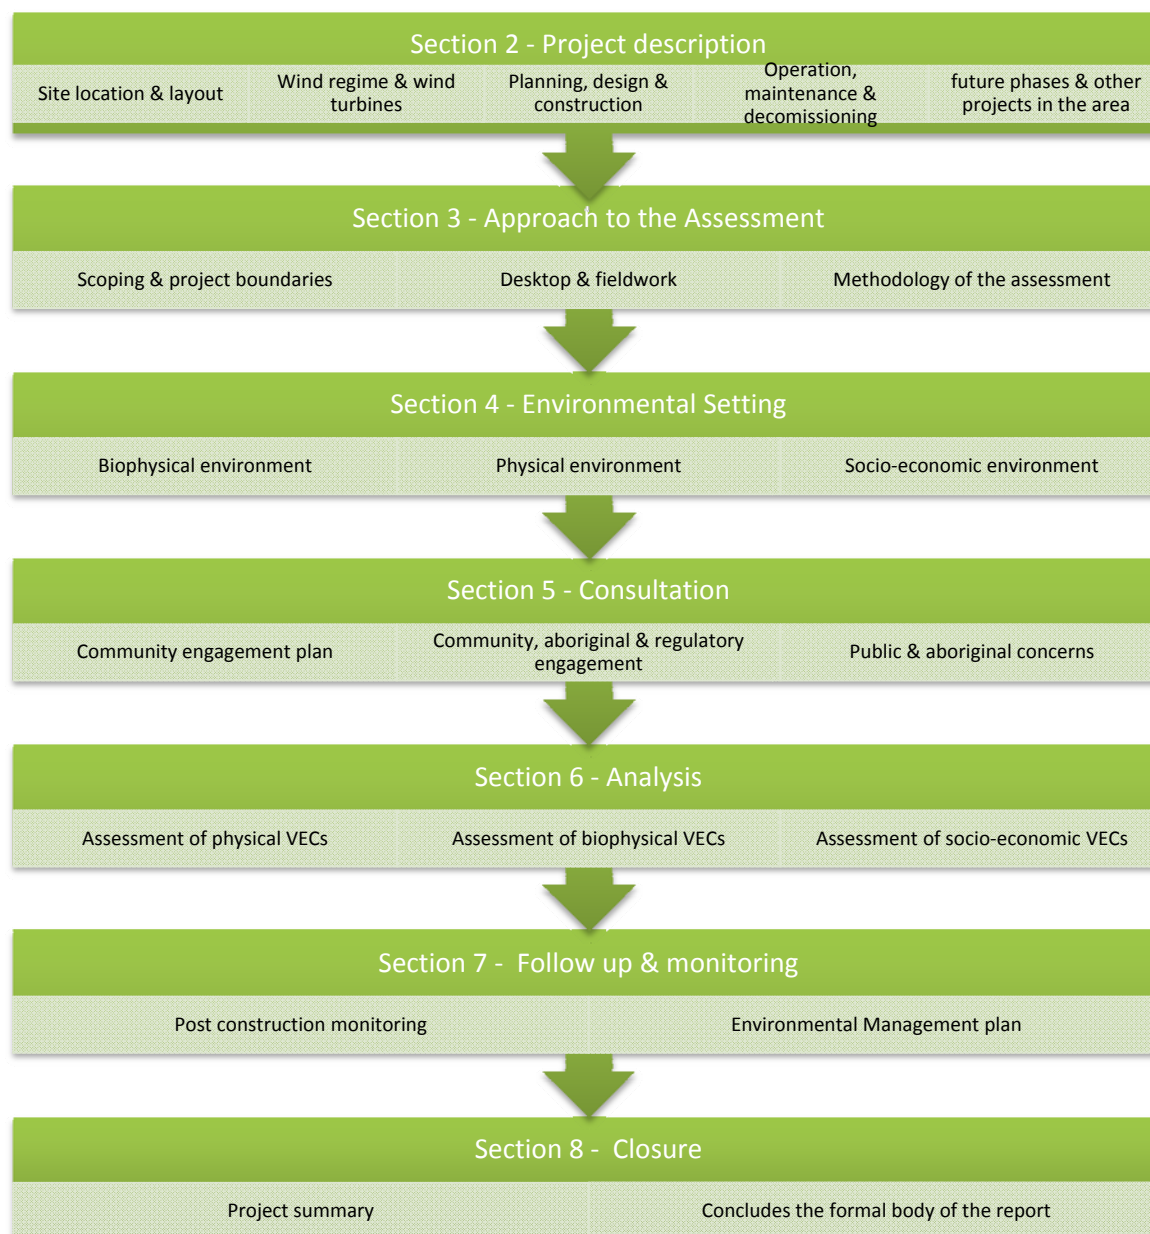 Section 2 - Project description
Site location & layout
Wind regime & wind
turbines
Planning, design &
construction
Operation,
maintenance &
decomissioning
future phases & other
projects in the area
Section 3 - Approach to the Assessment
Scoping & project boundaries
Desktop & fieldwork
Methodology of the assessment
Section 4 - Environmental Setting
Biophysical environment
Physical environment
Socio-economic environment
Section 5 - Consultation
Community engagement plan
Community, aboriginal & regulatory
engagement
Public & aboriginal concerns
Section 6 - Analysis
Assessment of physical VECs
Assessment of biophysical VECs
Assessment of socio-economic VECs
Section 7 -  Follow up & monitoring
Post construction monitoring
Environmental Management plan
Section 8 -  Closure
Project summary
Concludes the formal body of the report